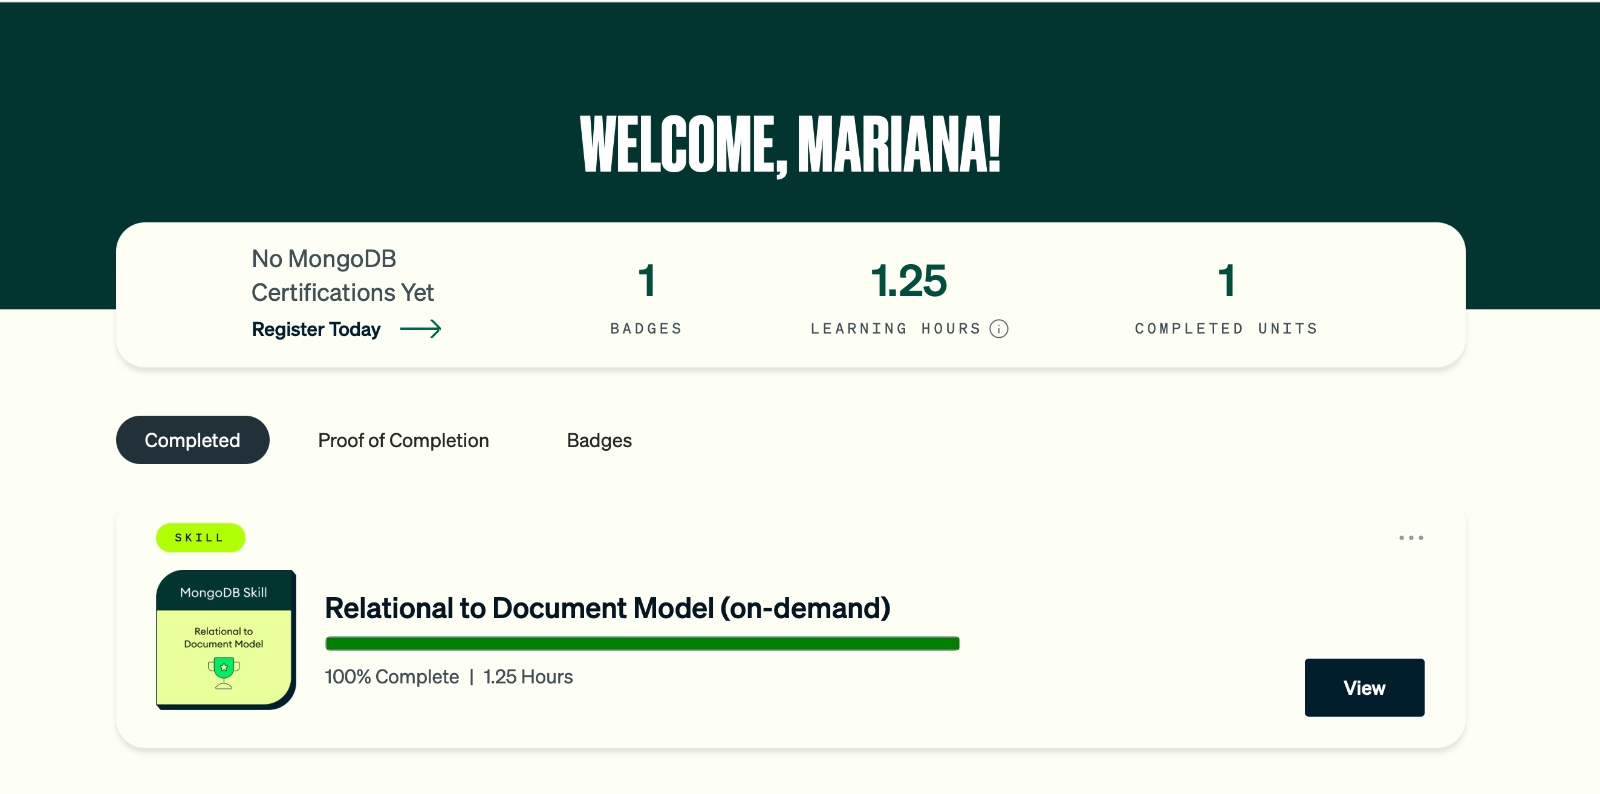 WELCOME, MARIANA!
No MongoDB
Certifications Yet
Register Today
1
BADGES
1.25
LEARNING HOURS
1
COMPLETED UNITS
Completed
Proof of Completion
Badges
SKILL
MongoDB Skill
Relational to
Document Model
Relational to Document Model (on-demand)
100% Complete | 1.25 Hours
View